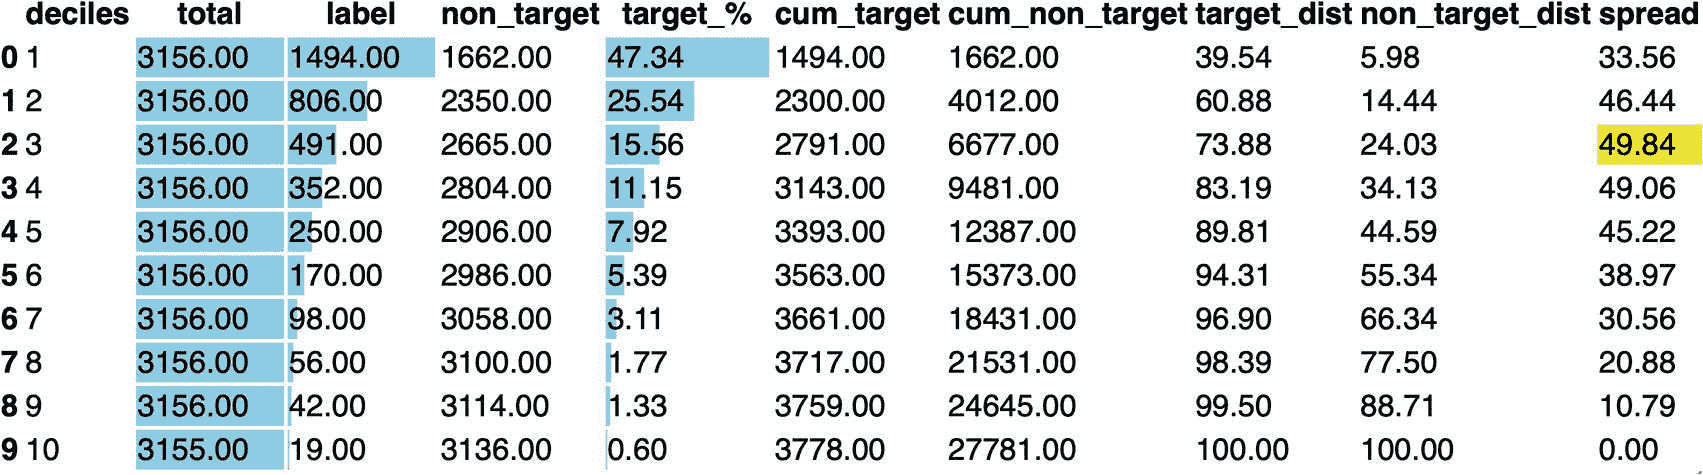 deciles total label non_target target_% cum_target cum_non_target target_dist non_target_dist spread
0 1 3156.00 1494.00 1662.00 47.34 1494.00 1662.00 39.54 5.98 33.56
1 2 3156.00 806.00 2350.00 25.54 2300.00 4012.00 60.88 14.44 46.44
2 3 3156.00 491.00 2665.00 15.56 2791.00 6677.00 73.88 24.03 49.84
3 4 3156.00 352.00 2804.00 11.15 3143.00 9481.00 83.19 34.13 49.06
4 5 3156.00 250.00 2906.00 7.92 3393.00 12387.00 89.81 44.59 45.22
5 6 3156.00 170.00 2986.00 5.39 3563.00 15373.00 94.31 55.34 38.97
6 7 3156.00 98.00 3058.00 3.11 3661.00 18431.00 96.90 66.34 30.56
7 8 3156.00 56.00 3100.00 1.77 3717.00 21531.00 98.39 77.50 20.88
8 9 3156.00 42.00 3114.00 1.33 3759.00 24645.00 99.50 88.71 10.79
9 10 3155.00 19.00 3136.00 0.60 3778.00 27781.00 100.00 100.00 0.00